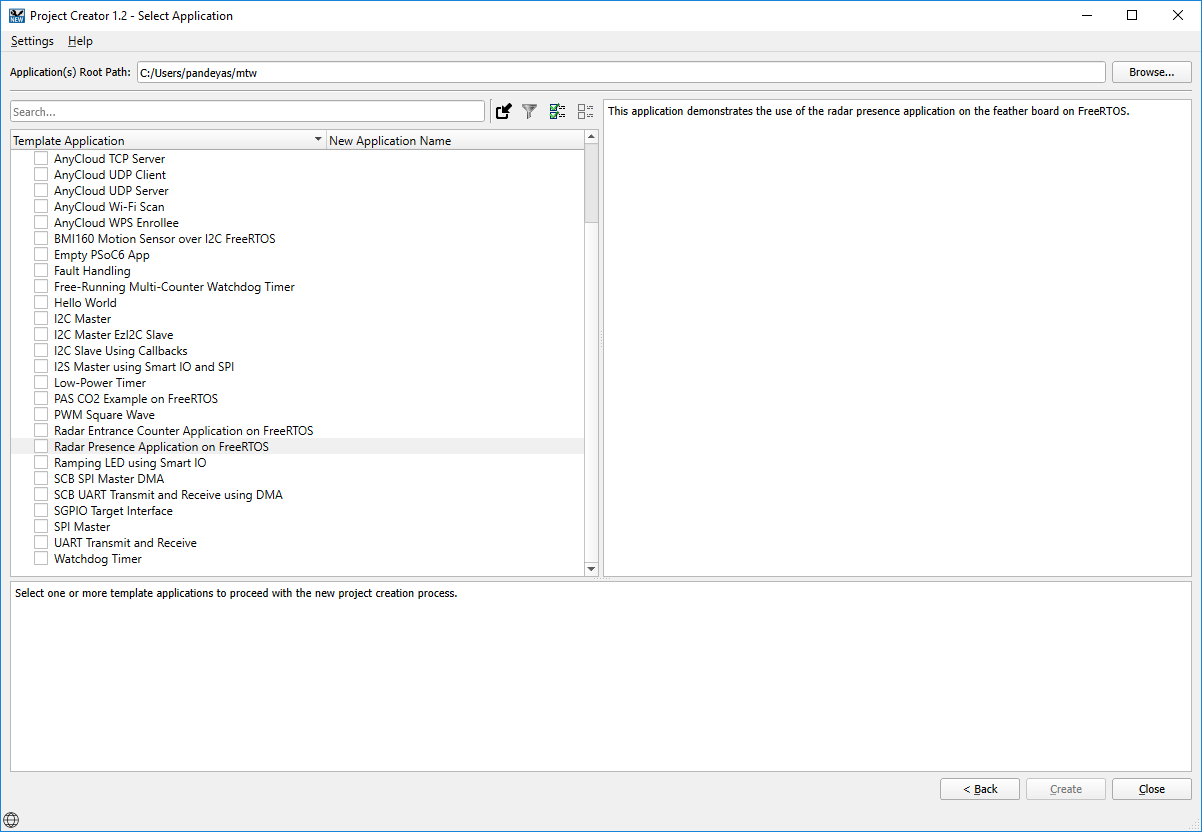 NEW
Project Creator 1.2 - Select Application
Settings Help
Application(s) Root Path: C:/Users/pandeyas/mtw Browse...
Search...
Template Application New Application Name
AnyCloud TCP Server
AnyCloud UDP Client
AnyCloud UDP Server
AnyCloud Wi-Fi Scan
AnyCloud WPS Enrollee
BMI160 Motion Sensor over I2C FreeRTOS
Empty PSoC6 App
Fault Handling
Free-Running Multi-Counter Watchdog Timer
Hello World
I2C Master
I2C Master EzI2C Slave
I2C Slave Using Callbacks
I2S Master using Smart IO and SPI
Low-Power Timer
PAS CO2 Example on FreeRTOS
PWM Square Wave
Radar Entrance Counter Application on FreeRTOS
Radar Presence Application on FreeRTOS
Ramping LED using Smart IO
SCB SPI Master DMA
SCB UART Transmit and Receive using DMA
SGPIO Target Interface
SPI Master
UART Transmit and Receive
Watchdog Timer
This application demonstrates the use of the radar presence application on the feather board on FreeRTOS.
Select one or more template applications to proceed with the new project creation process.
< Back Create Close